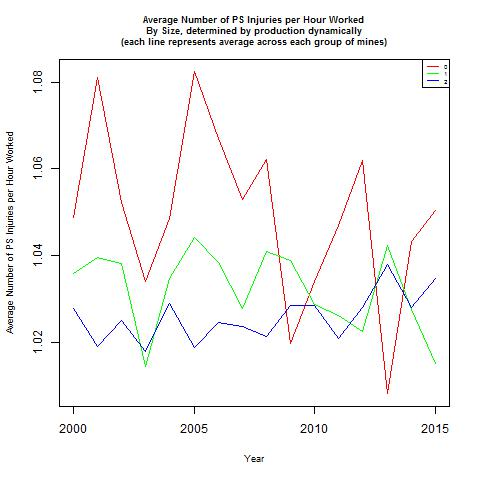 Average Number of PS Injuries per Hour Worked
By Size, determined by production dynamically
(each line represents average across each group of mines)
0
1
2
1.08
1.06
1.04
1.02
Average Number of PS Injuries per Hour Worked
2000 2005 2010 2015
Year